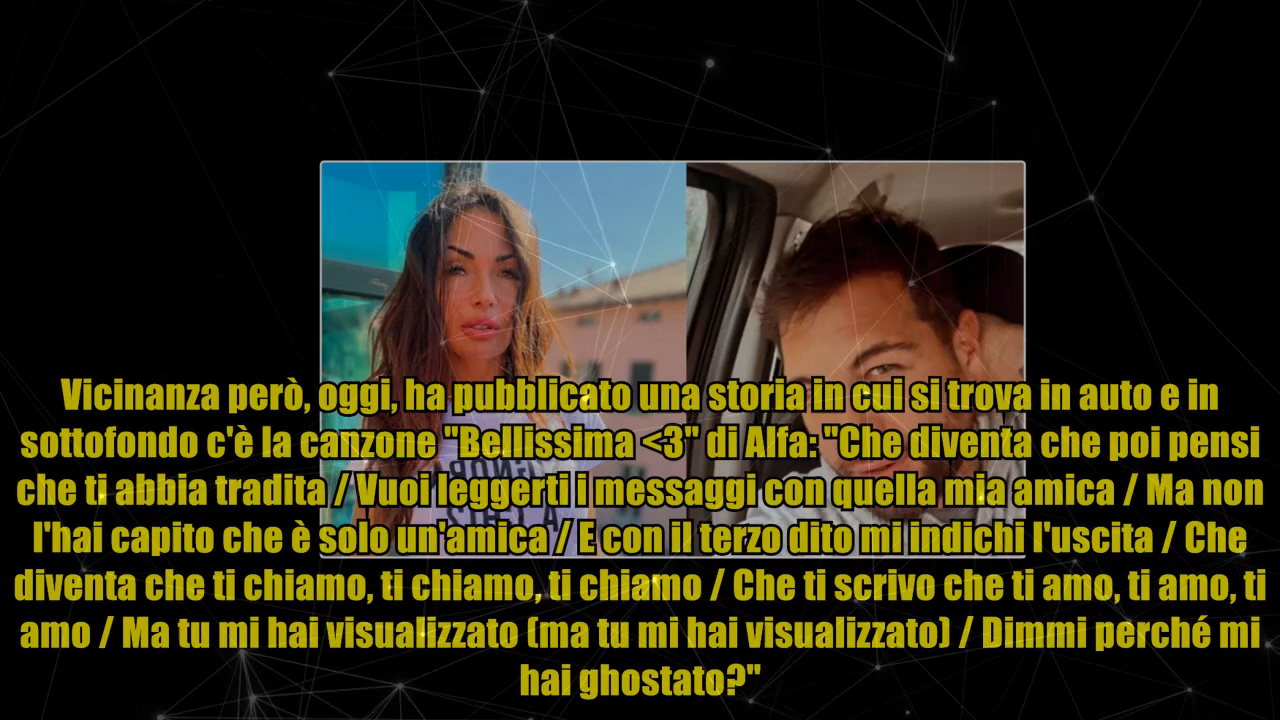 Vicinanza però, oggi, ha pubblicato una storia in cui si trova in auto e in
sottofondo c'è la canzone "Bellissima <3" di Alfa: "Che diventa che poi pensi
che ti abbia tradita / Vuoi leggerti i messaggi con quella mia amica / Ma non
l'hai capito che è solo un'amica / E con il terzo dito mi indichi l'uscita / Che
diventa che ti chiamo, ti chiamo, ti chiamo / Che ti scrivo che ti amo, ti amo, ti
amo / Ma tu mi hai visualizzato (ma tu mi hai visualizzato) / Dimmi perché mi
hai ghostato?"